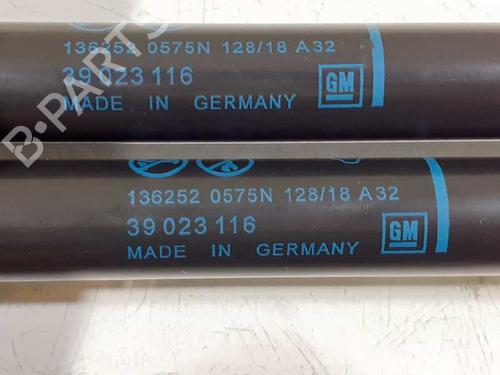 136252 0575N 128/18 A32
39 023 116
MADE IN GERMANY
GM
136252 0575N 128/18 A32
39 023 116
MADE IN GERMANY
GM
B-PARTS